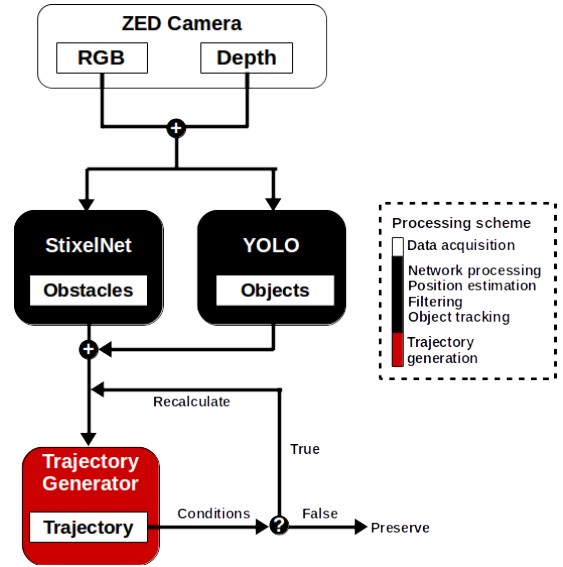 ZED Camera
RGB
Depth
+
StixelNet
YOLO
Obstacles
Objects
+
Recalculate
True
Trajectory
Generator
Trajectory
Conditions
?
False
Preserve
Processing scheme
Data acquisition
Network processing
Position estimation
Filtering
Object tracking
Trajectory
generation